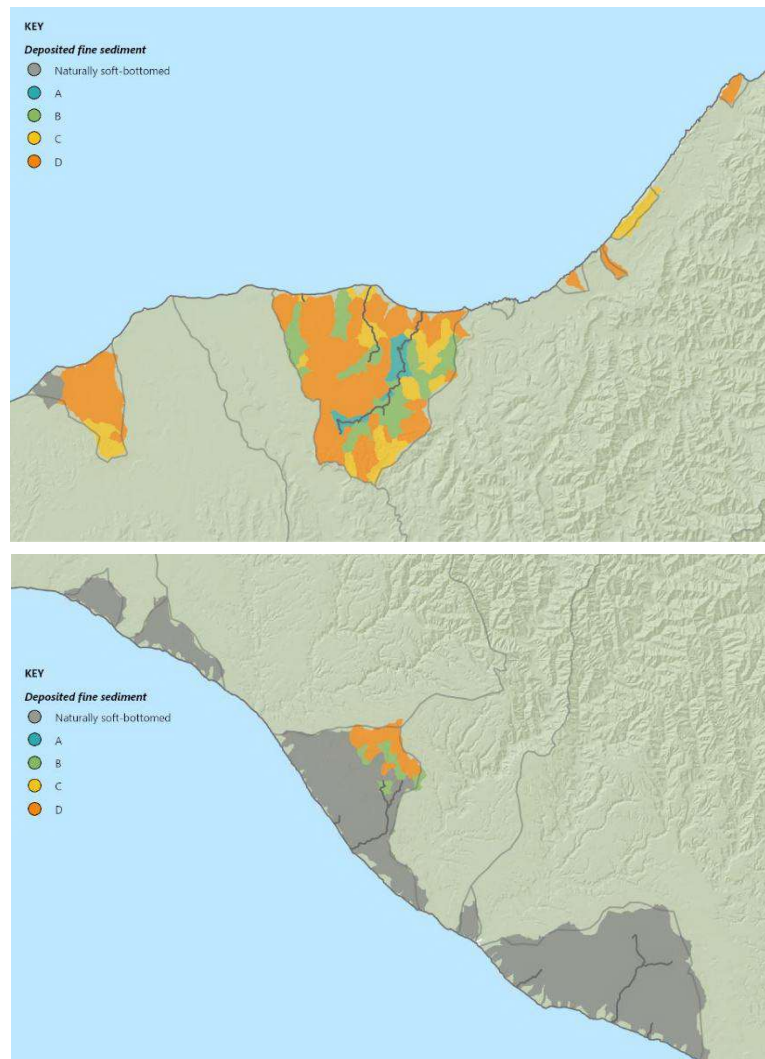 KEY
Deposited fine sediment
Naturally soft-bottomed
A
B
C
D
KEY
Deposited fine sediment
Naturally soft-bottomed
A
B
C
D